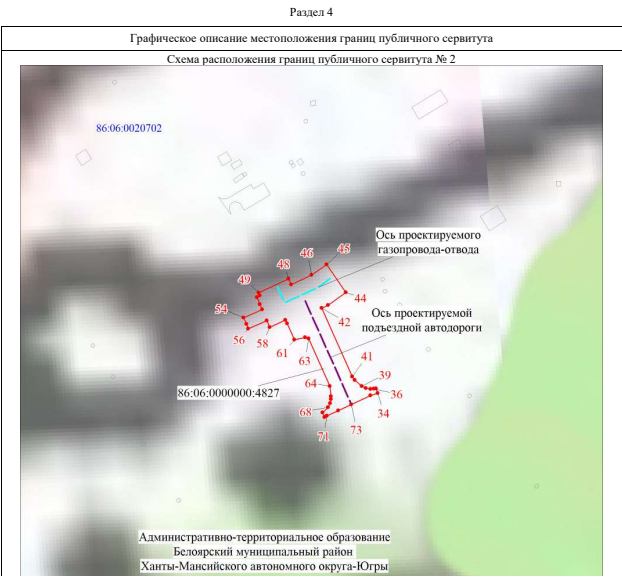 Раздел 4
Графическое описание местоположения границ публичного сервитута
Схема расположения границ публичного сервитута № 2
86:06:0020702
Ось проектируемого
газопровода-отвода
45
46
48
49
44
42
Ось проектируемой
подъездной автодороги
54
56
58
61
63
41
39
36
34
64
86:06:0000000:4827
68
73
71
Административно-территориальное образование
Белоярский муниципальный район
Ханты-Мансийского автономного округа-Югры